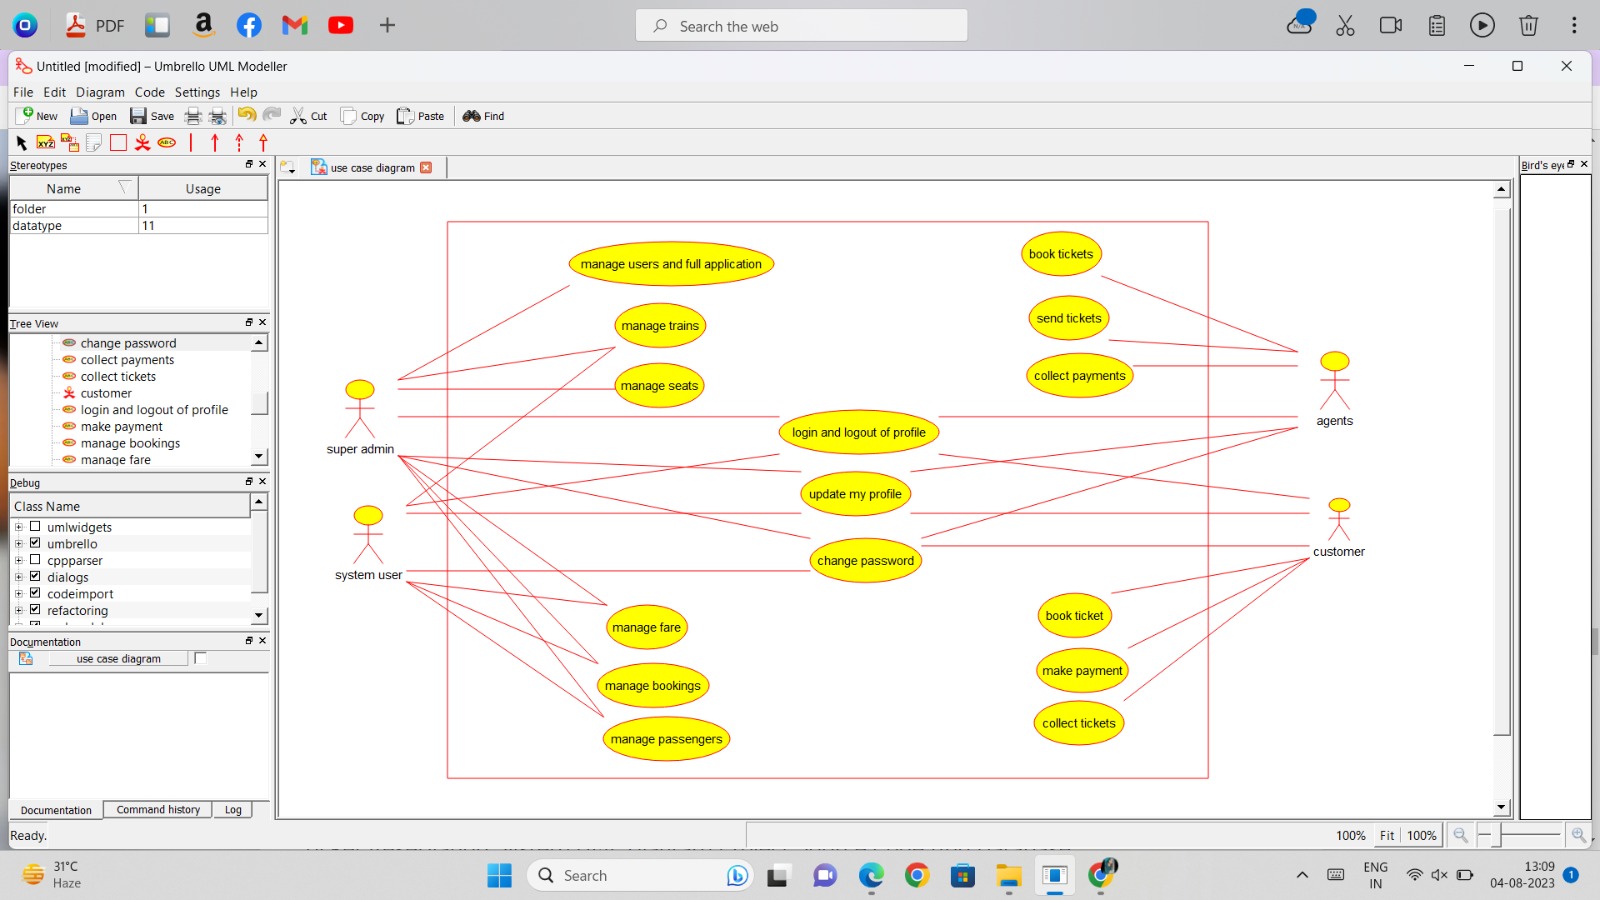 PDF
Search the web
Untitled [modified] – Umbrello UML Modeller
File Edit Diagram Code Settings Help
New Open Save Cut Copy Paste Find
Stereotypes
Name Usage
folder 1
datatype 11
Tree View
change password
collect payments
collect tickets
customer
login and logout of profile
make payment
manage bookings
manage fare
Debug
Class Name
umlwidgets
umbrello
cppparser
dialogs
codeimport
refactoring
Documentation
use case diagram
Documentation Command history Log
Ready.
use case diagram
manage users and full application
manage trains
manage seats
login and logout of profile
update my profile
change password
manage fare
manage bookings
manage passengers
book tickets
send tickets
collect payments
book ticket
make payment
collect tickets
super admin
system user
agents
customer
Bird's eye
100% Fit 100%
31°C
Haze
Search
ENG
IN
13:09
04-08-2023
1